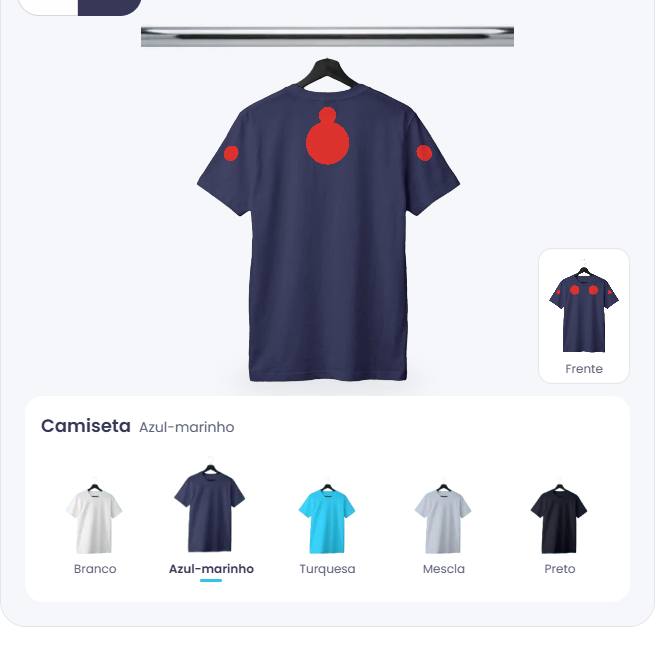 Frente
Camiseta Azul-marinho
Branco
Azul-marinho
Turquesa
Mescla
Preto